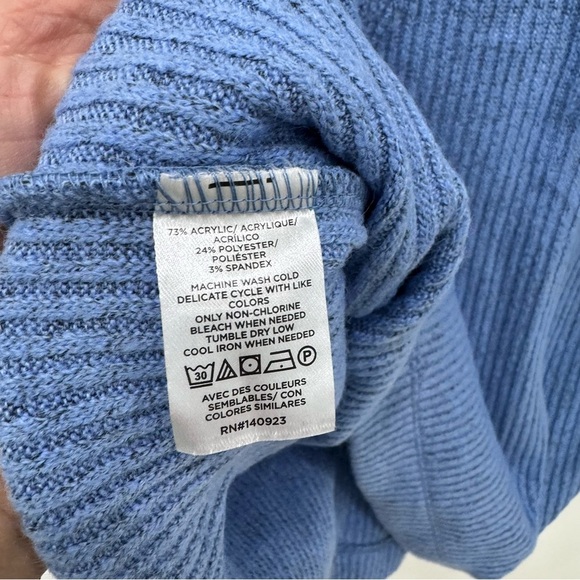 73% ACRYLIC/ ACRYLIQUE/
ACRÍLICO
24% POLYESTER/
POLIÉSTER
3% SPANDEX
MACHINE WASH COLD
DELICATE CYCLE WITH LIKE
COLORS
ONLY NON-CHLORINE
BLEACH WHEN NEEDED
TUMBLE DRY LOW
COOL IRON WHEN NEEDED
30 P
AVEC DES COULEURS
SEMBLABLES/ CON
COLORES SIMILARES
RN#140923